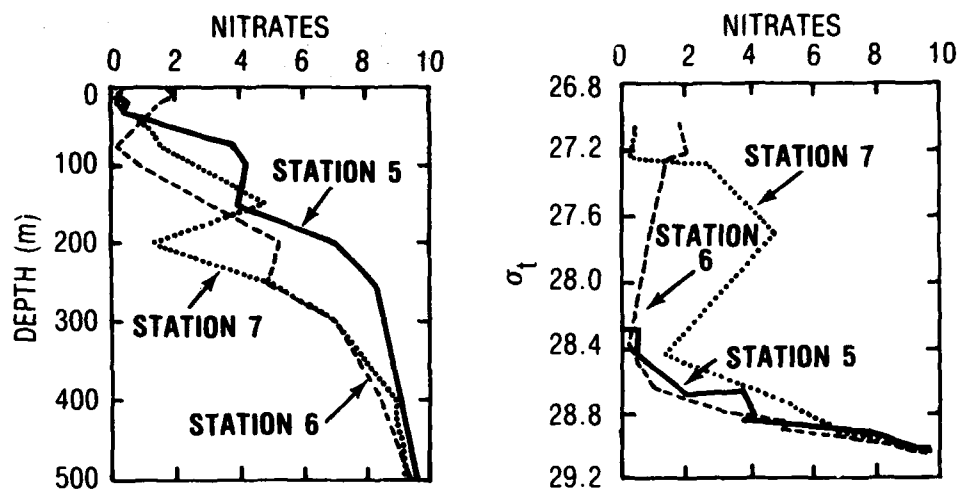 NITRATES
0 2 4 6 8 10
0
100
200
300
400
500
DEPTH (m)
STATION 5
STATION 7
STATION 6
NITRATES
0 2 4 6 8 10
26.8
27.2
27.6
28.0
28.4
28.8
29.2
σt
STATION 7
STATION
6
STATION 5